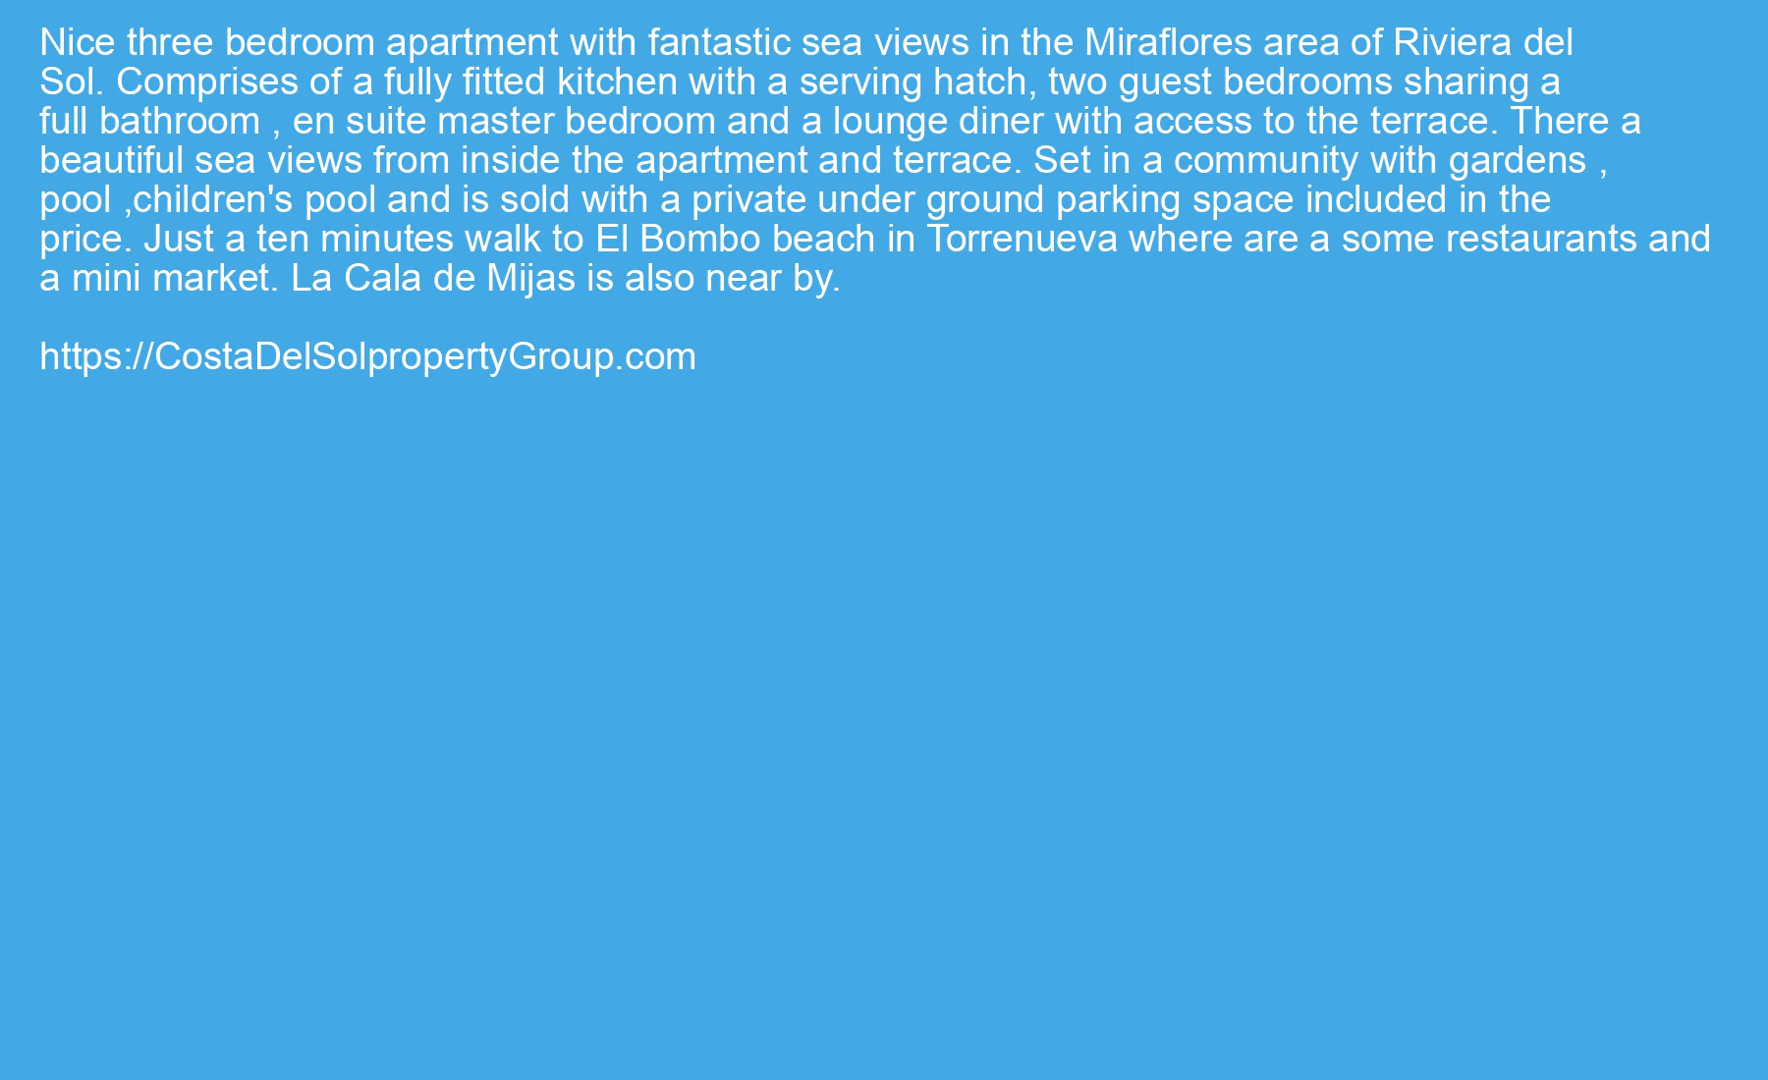 Nice three bedroom apartment with fantastic sea views in the Miraflores area of Riviera del
Sol. Comprises of a fully fitted kitchen with a serving hatch, two guest bedrooms sharing a
full bathroom , en suite master bedroom and a lounge diner with access to the terrace. There a
beautiful sea views from inside the apartment and terrace. Set in a community with gardens ,
pool ,children's pool and is sold with a private under ground parking space included in the
price. Just a ten minutes walk to El Bombo beach in Torrenueva where are a some restaurants and
a mini market. La Cala de Mijas is also near by.
https://CostaDelSolpropertyGroup.com